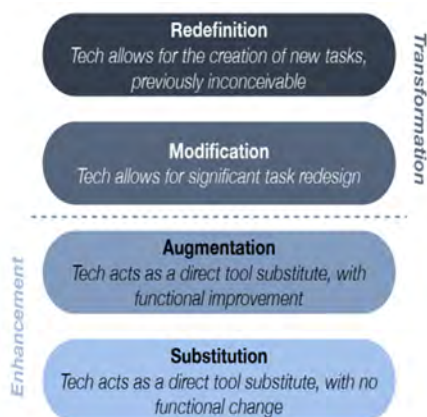 Redefinition
Tech allows for the creation of new tasks,
previously inconceivable
Transformation
Modification
Tech allows for significant task redesign
Enhancement
Augmentation
Tech acts as a direct tool substitute, with
functional improvement
Substitution
Tech acts as a direct tool substitute, with no
functional change